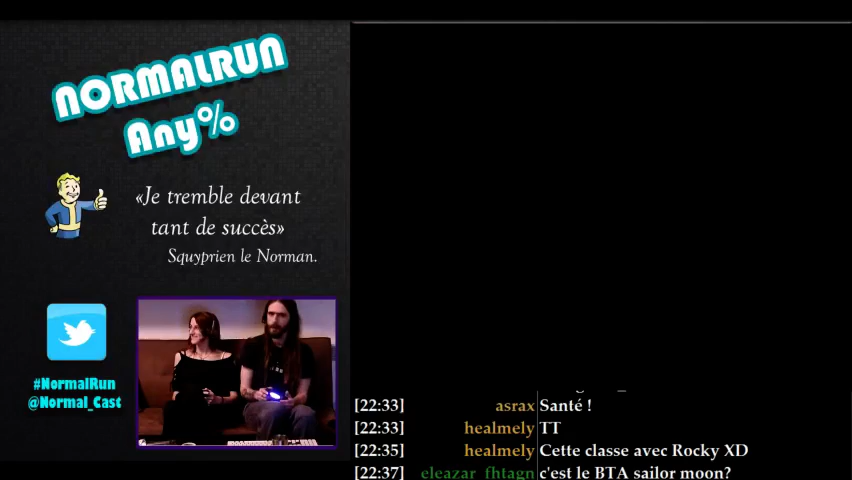 NORMALRUN
Any%
«Je tremble devant
tant de succès»
Squyprien le Norman.
#NormalRun
@Normal_Cast
[22:33] asrax Santé !
[22:33] healmely TT
[22:35] healmely Cette classe avec Rocky XD
[22:37] eleazar_fhtagn c'est le BTA sailor moon?